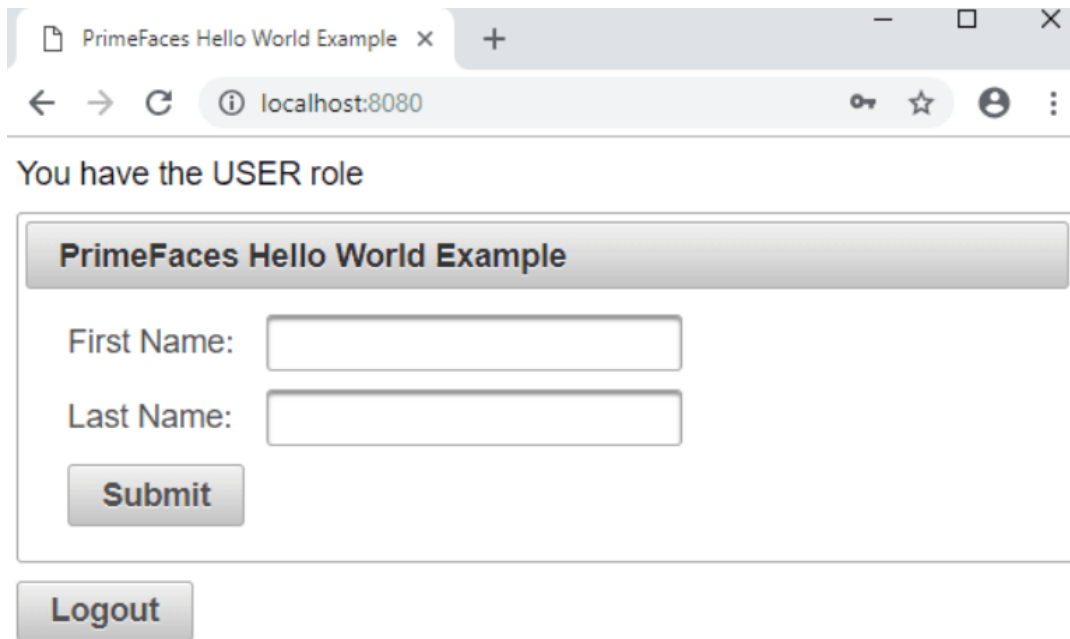 PrimeFaces Hello World Example
localhost:8080
You have the USER role
PrimeFaces Hello World Example
First Name:
Last Name:
Submit
Logout